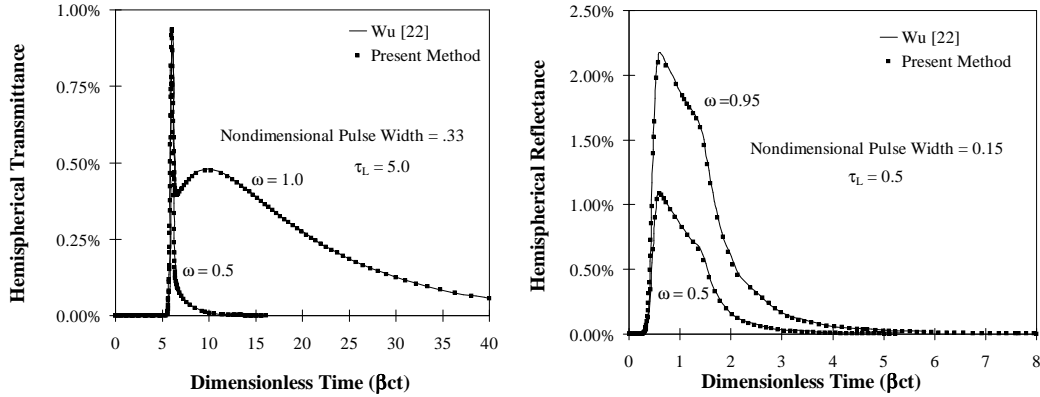 Hemispherical Transmittance
1.00%
0.75%
0.50%
0.25%
0.00%
Wu [22]
Present Method
Nondimensional Pulse Width = .33
τL = 5.0
ω = 1.0
ω = 0.5
0 5 10 15 20 25 30 35 40
Dimensionless Time (βct)
Hemispherical Reflectance
2.50%
2.00%
1.50%
1.00%
0.50%
0.00%
Wu [22]
Present Method
ω=0.95
Nondimensional Pulse Width = 0.15
τL = 0.5
ω = 0.5
0 1 2 3 4 5 6 7 8
Dimensionless Time (βct)